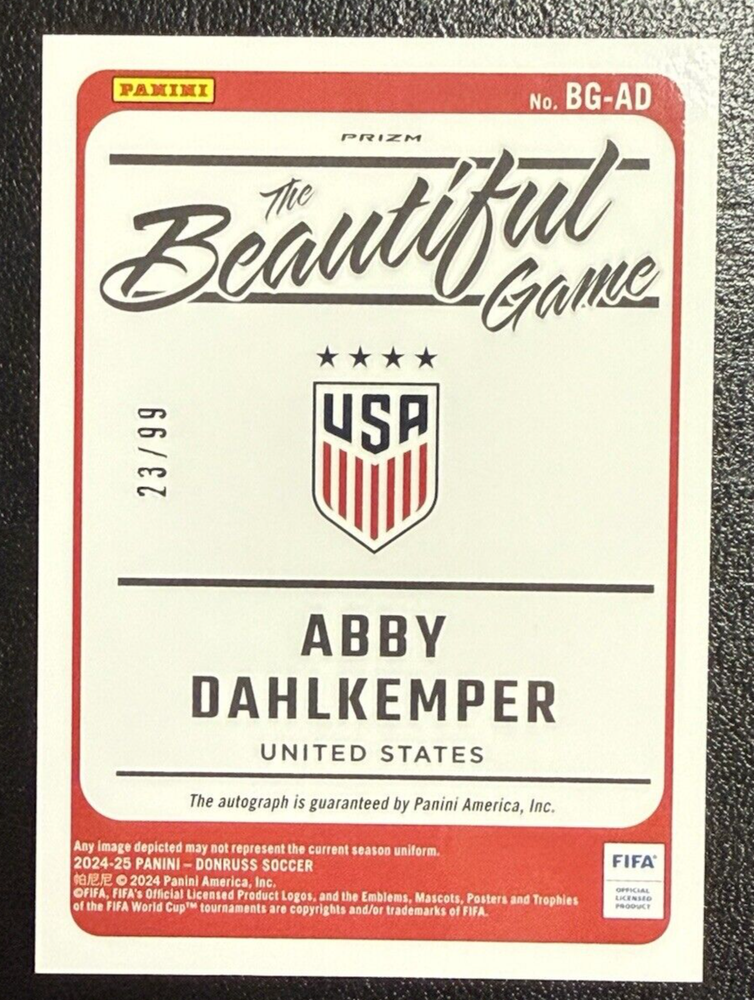 PANINI
No. BG-AD
PRIZM
The
Beautiful
Game
USA
23/99
ABBY
DAHLKEMPER
UNITED STATES
The autograph is guaranteed by Panini America, Inc.
Any image depicted may not represent the current season uniform.
2024-25 PANINI – DONRUSS SOCCER
帕尼尼 © 2024 Panini America, Inc.
©FIFA, FIFA's Official Licensed Product Logos, and the Emblems, Mascots, Posters and Trophies
of the FIFA World Cup™ tournaments are copyrights and/or trademarks of FIFA.
FIFA®
OFFICIAL
LICENSED
PRODUCT